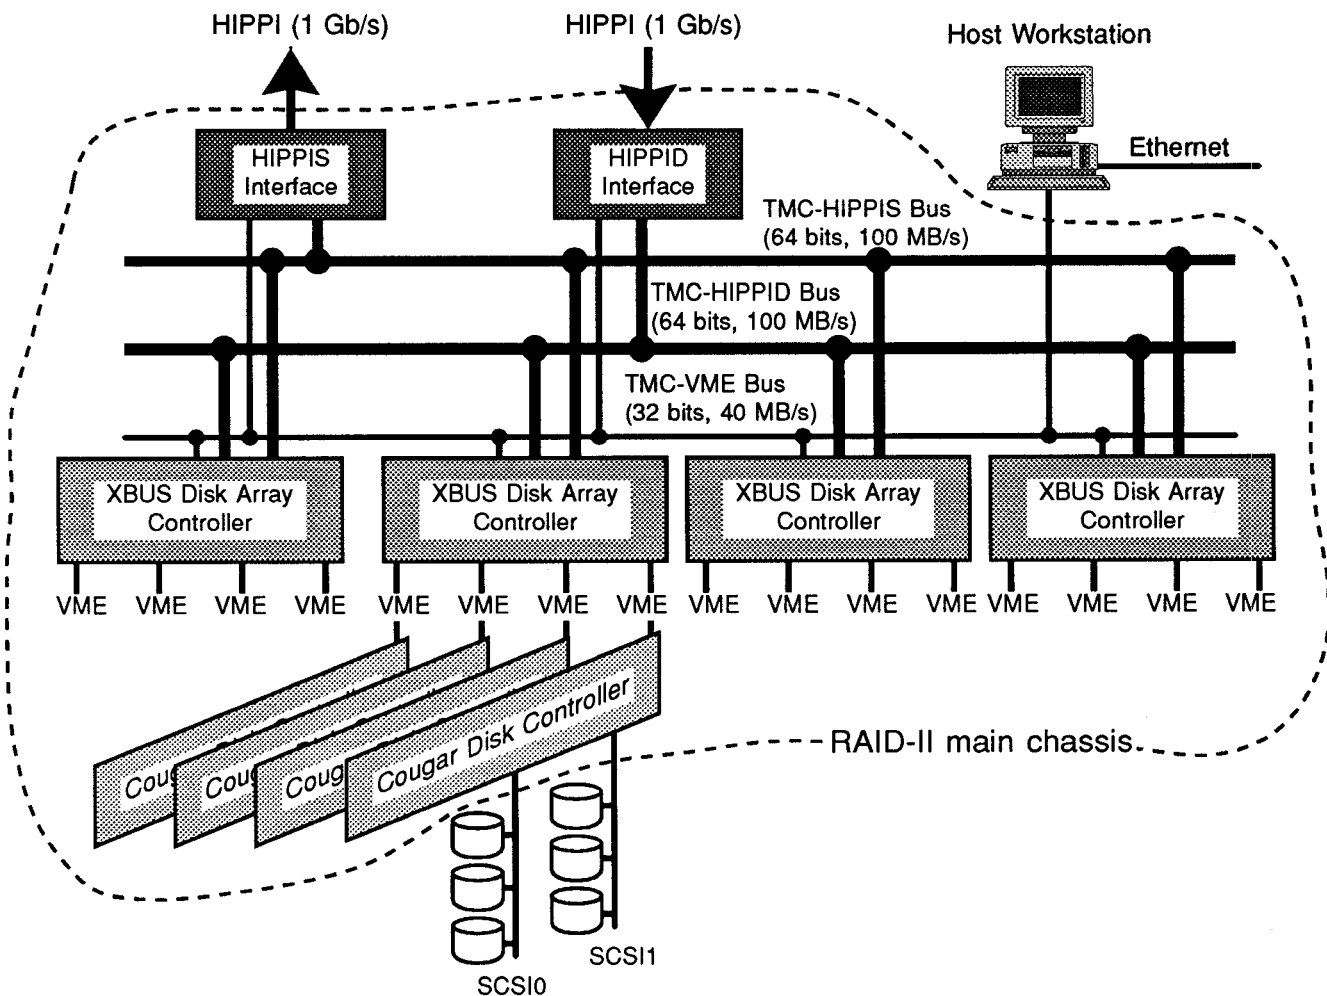 HIPPI (1 Gb/s)
HIPPI (1 Gb/s)
Host Workstation
HIPPIS
Interface
HIPPID
Interface
Ethernet
TMC-HIPPIS Bus
(64 bits, 100 MB/s)
TMC-HIPPID Bus
(64 bits, 100 MB/s)
TMC-VME Bus
(32 bits, 40 MB/s)
XBUS Disk Array
Controller
XBUS Disk Array
Controller
XBUS Disk Array
Controller
XBUS Disk Array
Controller
VME VME VME VME
VME VME VME VME
VME VME VME VME
VME VME VME VME
Coug
Coug
Coug
Cougar Disk Controller
RAID-II main chassis
SCSI0
SCSI1